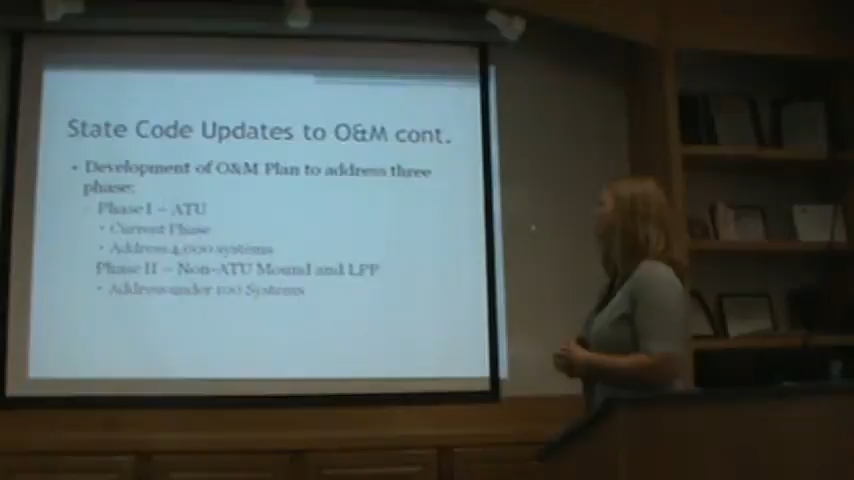 State Code Updates to O&M cont.
• Development of O&M Plan to address three
phase:
– Phase I – ATU
• Current Phase
• Address 4,000 systems
Phase II – Non-ATU Mound and LPP
• Address under 100 Systems